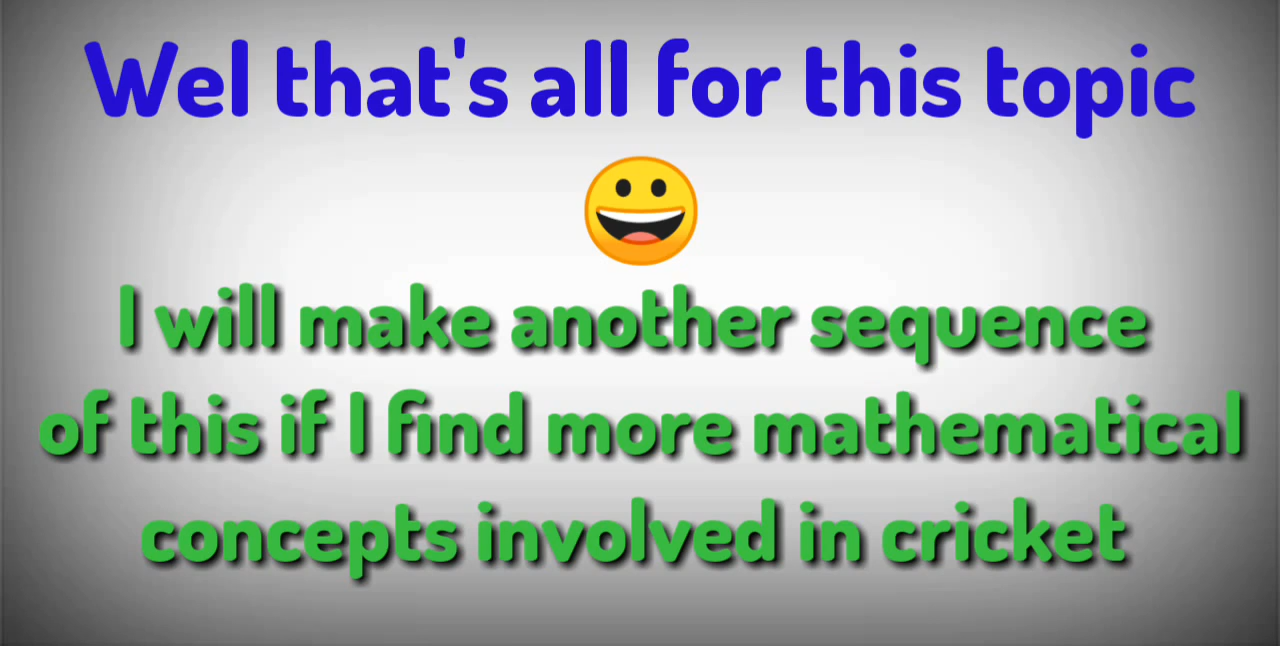 Wel that's all for this topic
I will make another sequence
of this if I find more mathematical
concepts involved in cricket